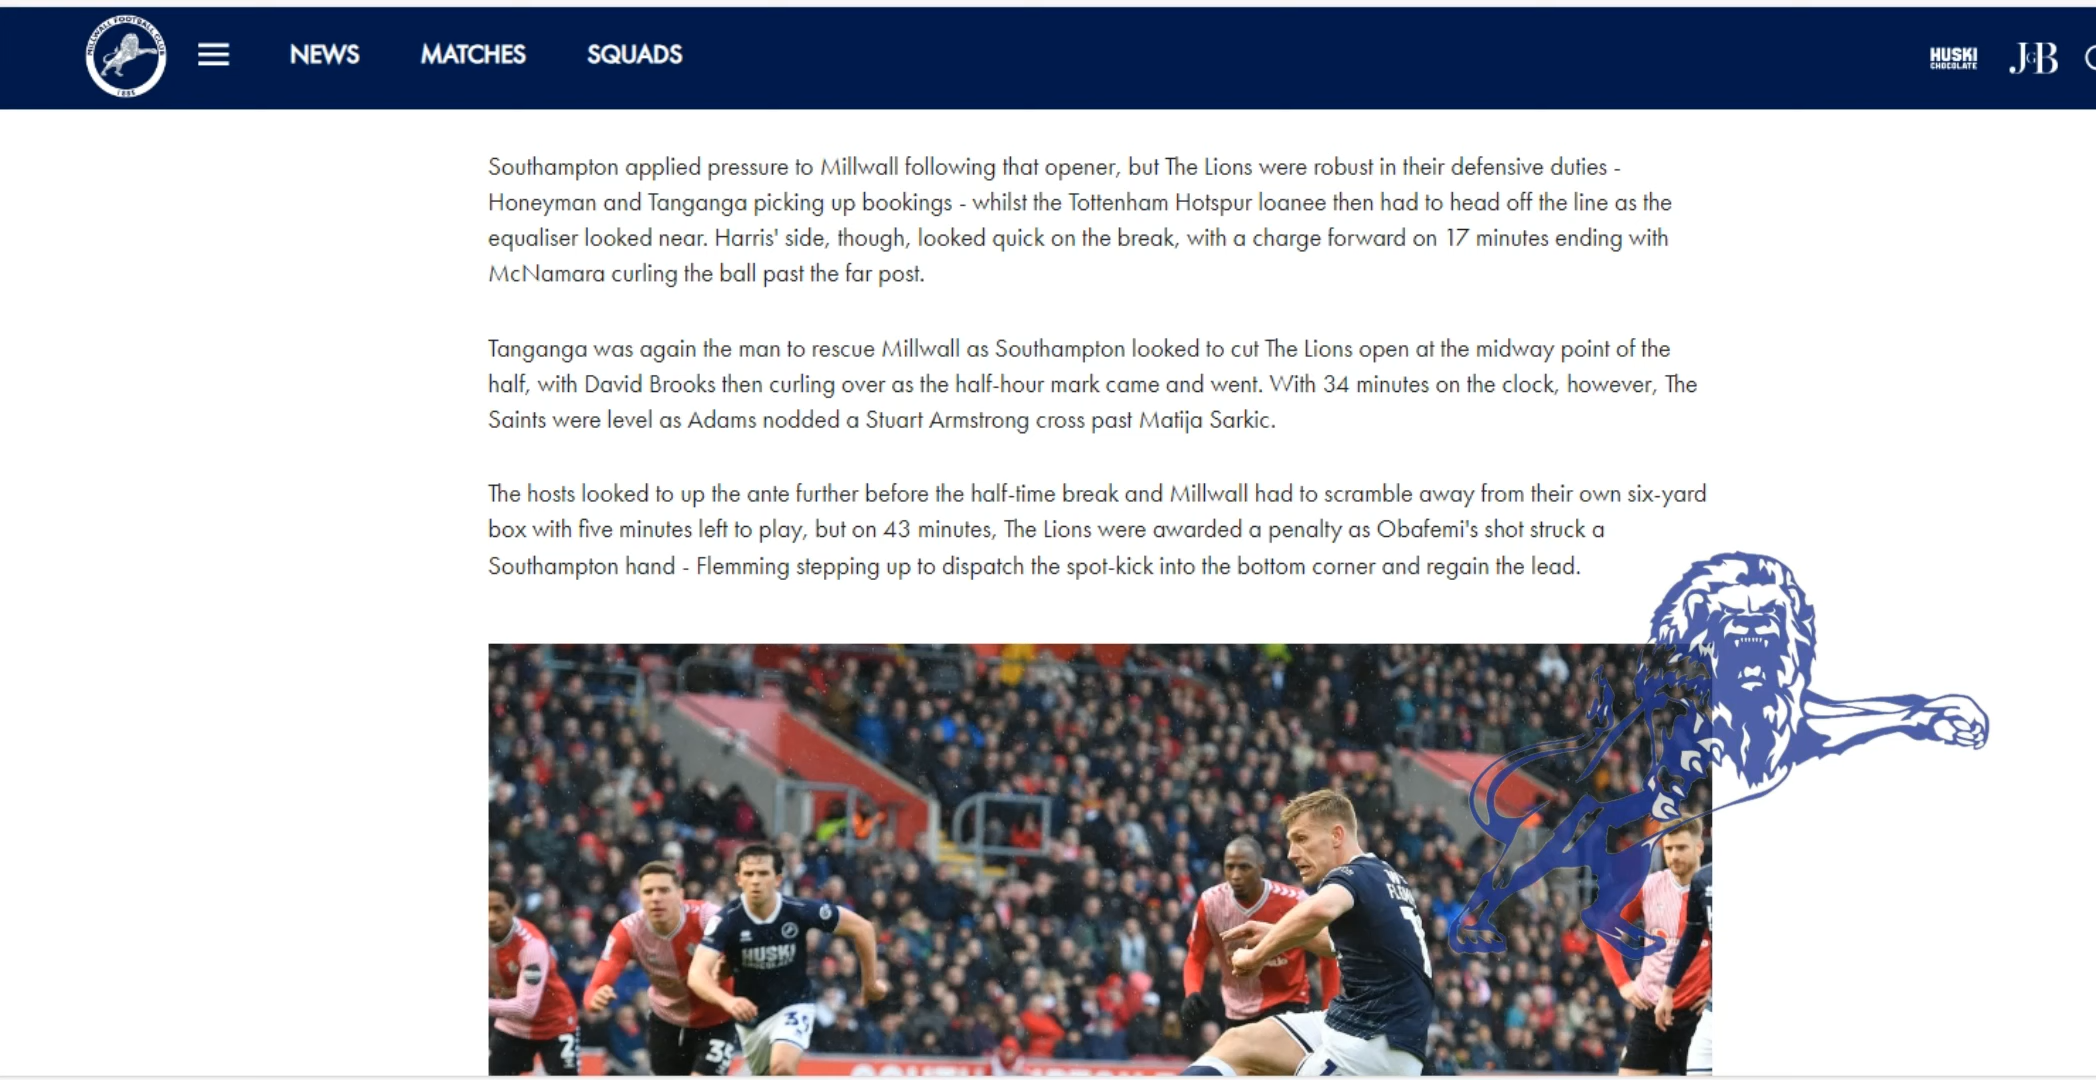 MILLWALL FOOTBALL CLUB
1885
NEWS MATCHES SQUADS
HUSKI
CHOCOLATE
JGB
Southampton applied pressure to Millwall following that opener, but The Lions were robust in their defensive duties -
Honeyman and Tanganga picking up bookings - whilst the Tottenham Hotspur loanee then had to head off the line as the
equaliser looked near. Harris' side, though, looked quick on the break, with a charge forward on 17 minutes ending with
McNamara curling the ball past the far post.
Tanganga was again the man to rescue Millwall as Southampton looked to cut The Lions open at the midway point of the
half, with David Brooks then curling over as the half-hour mark came and went. With 34 minutes on the clock, however, The
Saints were level as Adams nodded a Stuart Armstrong cross past Matija Sarkic.
The hosts looked to up the ante further before the half-time break and Millwall had to scramble away from their own six-yard
box with five minutes left to play, but on 43 minutes, The Lions were awarded a penalty as Obafemi's shot struck a
Southampton hand - Flemming stepping up to dispatch the spot-kick into the bottom corner and regain the lead.
HUSKI
CHOCOLATE
2
35